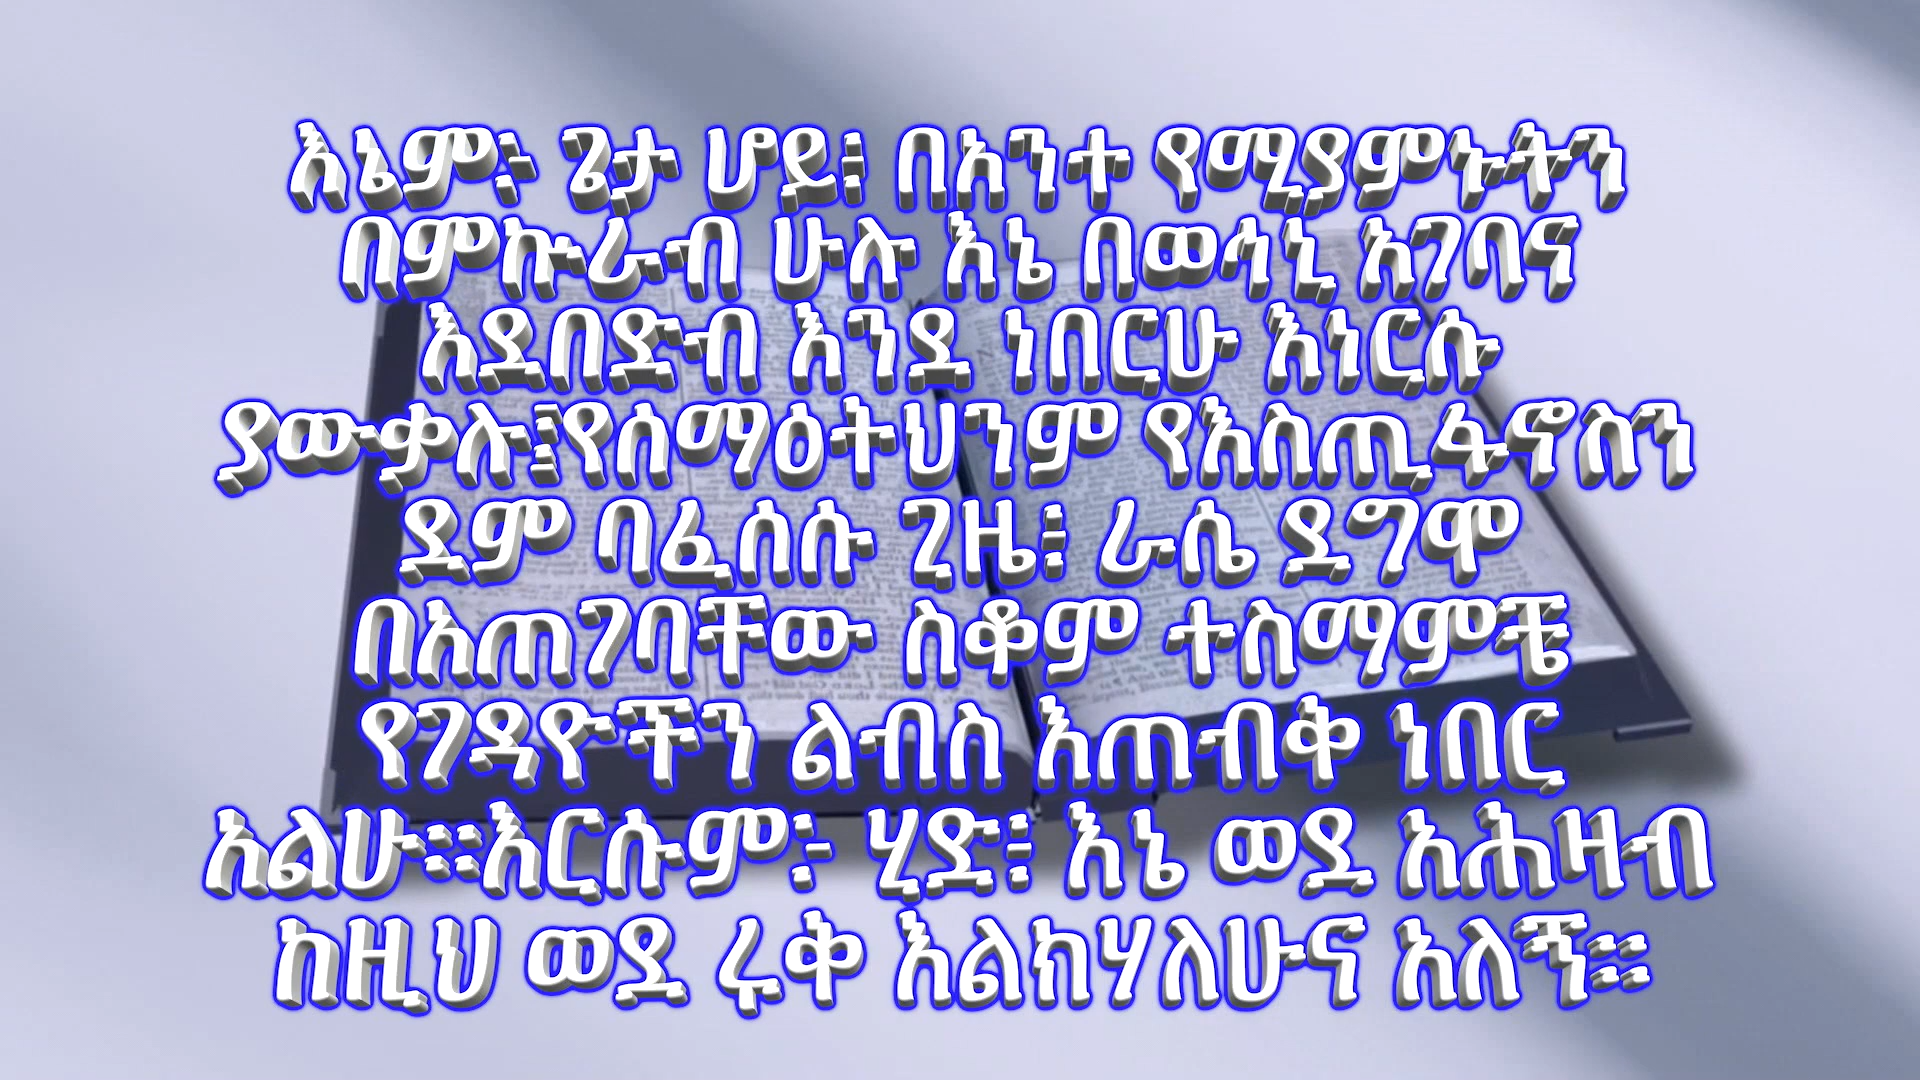 እኔም፦ ጌታ ሆይ፥ በአንተ የሚያምኑትን
በምኩራብ ሁሉ እኔ በወኅኒ አገባና
እደበድብ እንደ ነበርሁ እነርሱ
ያውቃሉ፤የሰማዕትህንም የእስጢፋኖስን
ደም ባፈሰሱ ጊዜ፥ ራሴ ደግሞ
በአጠገባቸው ስቆም ተስማምቼ
የገዳዮችን ልብስ እጠብቅ ነበር
አልሁ።እርሱም፦ ሂድ፥ እኔ ወደ አሕዛብ
ከዚህ ወደ ሩቅ እልክሃለሁና አለኝ።